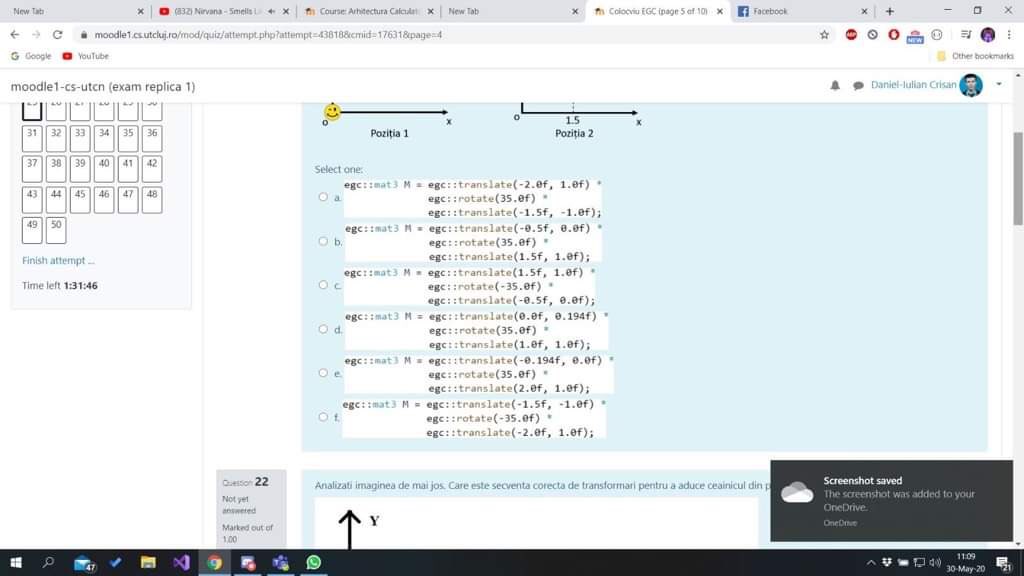 New Tab
(832) Nirvana - Smells Li
Course: Arhitectura Calculat
New Tab
Colocviu EGC (page 5 of 10)
Facebook
moodle1.cs.utcluj.ro/mod/quiz/attempt.php?attempt=43818&cmid=17631&page=4
ABP
NEW
Google
YouTube
Other bookmarks
moodle1-cs-utcn (exam replica 1)
Daniel-Iulian Crisan
31 32 33 34 35 36
37 38 39 40 41 42
43 44 45 46 47 48
49 50
Finish attempt ...
Time left 1:31:46
o x
Poziția 1
o 1.5 x
Poziția 2
Select one:
a. egc::mat3 M = egc::translate(-2.0f, 1.0f) *
egc::rotate(35.0f) *
egc::translate(-1.5f, -1.0f);
b. egc::mat3 M = egc::translate(-0.5f, 0.0f) *
egc::rotate(35.0f) *
egc::translate(1.5f, 1.0f);
c. egc::mat3 M = egc::translate(1.5f, 1.0f) *
egc::rotate(-35.0f) *
egc::translate(-0.5f, 0.0f);
d. egc::mat3 M = egc::translate(0.0f, 0.194f) *
egc::rotate(35.0f) *
egc::translate(1.0f, 1.0f);
e. egc::mat3 M = egc::translate(-0.194f, 0.0f) *
egc::rotate(35.0f) *
egc::translate(2.0f, 1.0f);
f. egc::mat3 M = egc::translate(-1.5f, -1.0f) *
egc::rotate(-35.0f) *
egc::translate(-2.0f, 1.0f);
Question 22
Not yet
answered
Marked out of
1.00
Analizati imaginea de mai jos. Care este secventa corecta de transformari pentru a aduce ceainicul din p
Y
Screenshot saved
The screenshot was added to your
OneDrive.
OneDrive
47
11:09
30-May-20
21